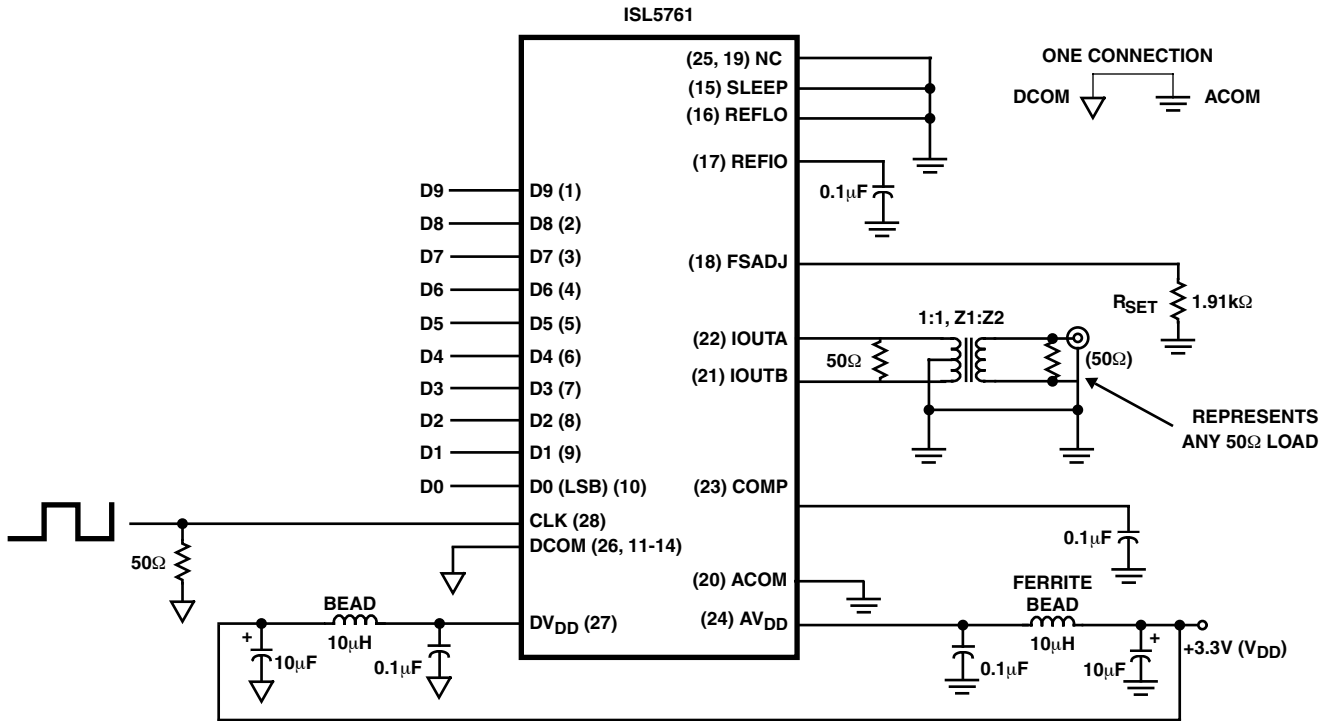 ISL5761
(25, 19) NC
(15) SLEEP
(16) REFLO
(17) REFIO
0.1μF
ONE CONNECTION
DCOM
ACOM
D9
D9 (1)
D8
D8 (2)
D7
D7 (3)
D6
D6 (4)
D5
D5 (5)
D4
D4 (6)
D3
D3 (7)
D2
D2 (8)
D1
D1 (9)
D0
D0 (LSB) (10)
CLK (28)
50Ω
DCOM (26, 11-14)
BEAD
10μH
+
10μF
0.1μF
DVDD (27)
(18) FSADJ
RSET
1.91kΩ
1:1, Z1:Z2
(22) IOUTA
50Ω
(50Ω)
(21) IOUTB
REPRESENTS
ANY 50Ω LOAD
(23) COMP
0.1μF
(20) ACOM
FERRITE
BEAD
(24) AVDD
10μH
+
0.1μF
10μF
+3.3V (VDD)